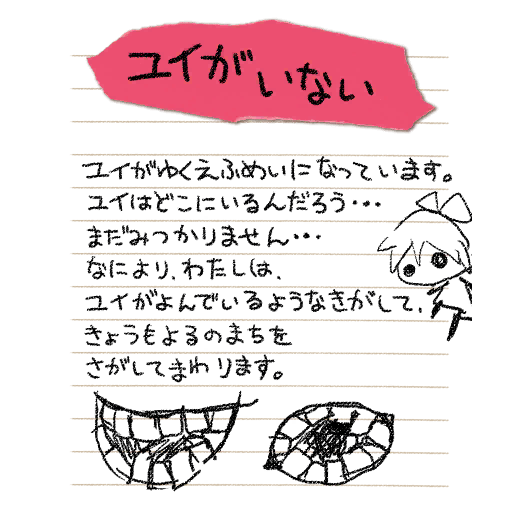 ユイがいない
ユイがゆくえふめいになっています。
ユイはどこにいるんだろう・・・
まだみつかりません・・・
なにより、わたしは、
ユイがよんでいるようなきがして、
きょうもよるのまちを
さがしてまわります。